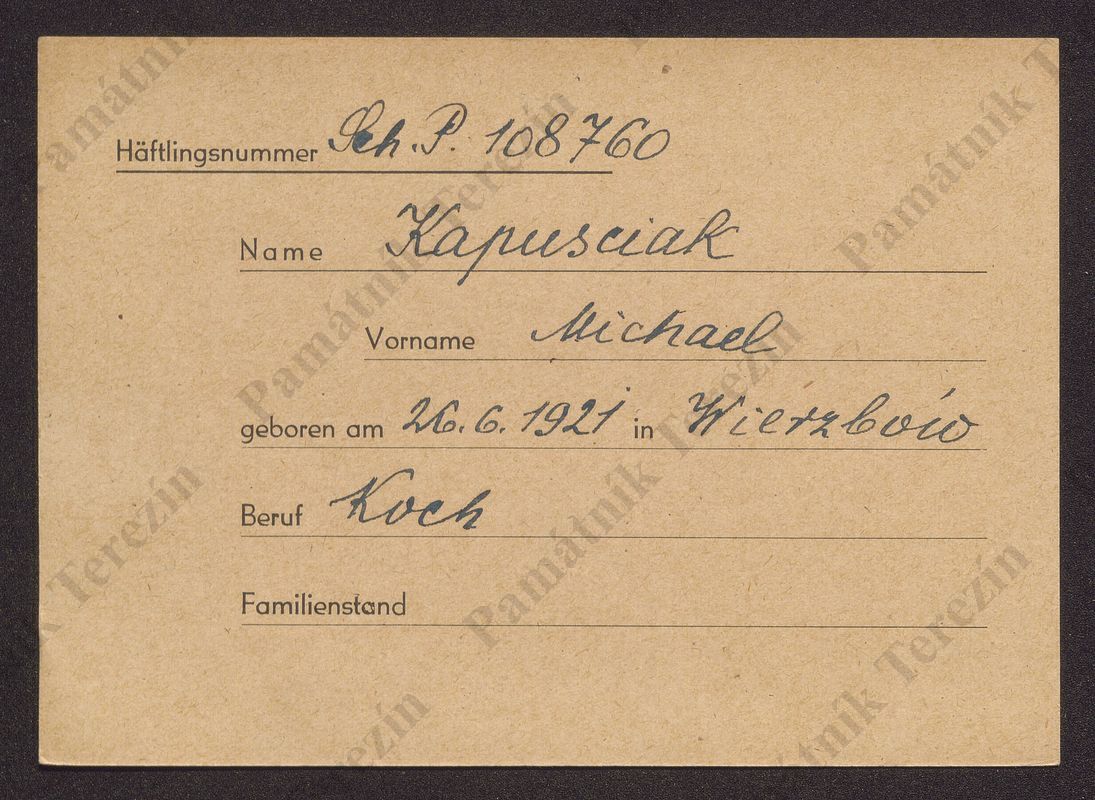 Häftlingsnummer Sch. P. 108760
Name Kapusciak
Vorname Michael
geboren am 26. 6. 1921 in Wierzbów
Beruf Koch
Familienstand
Památník Terezín